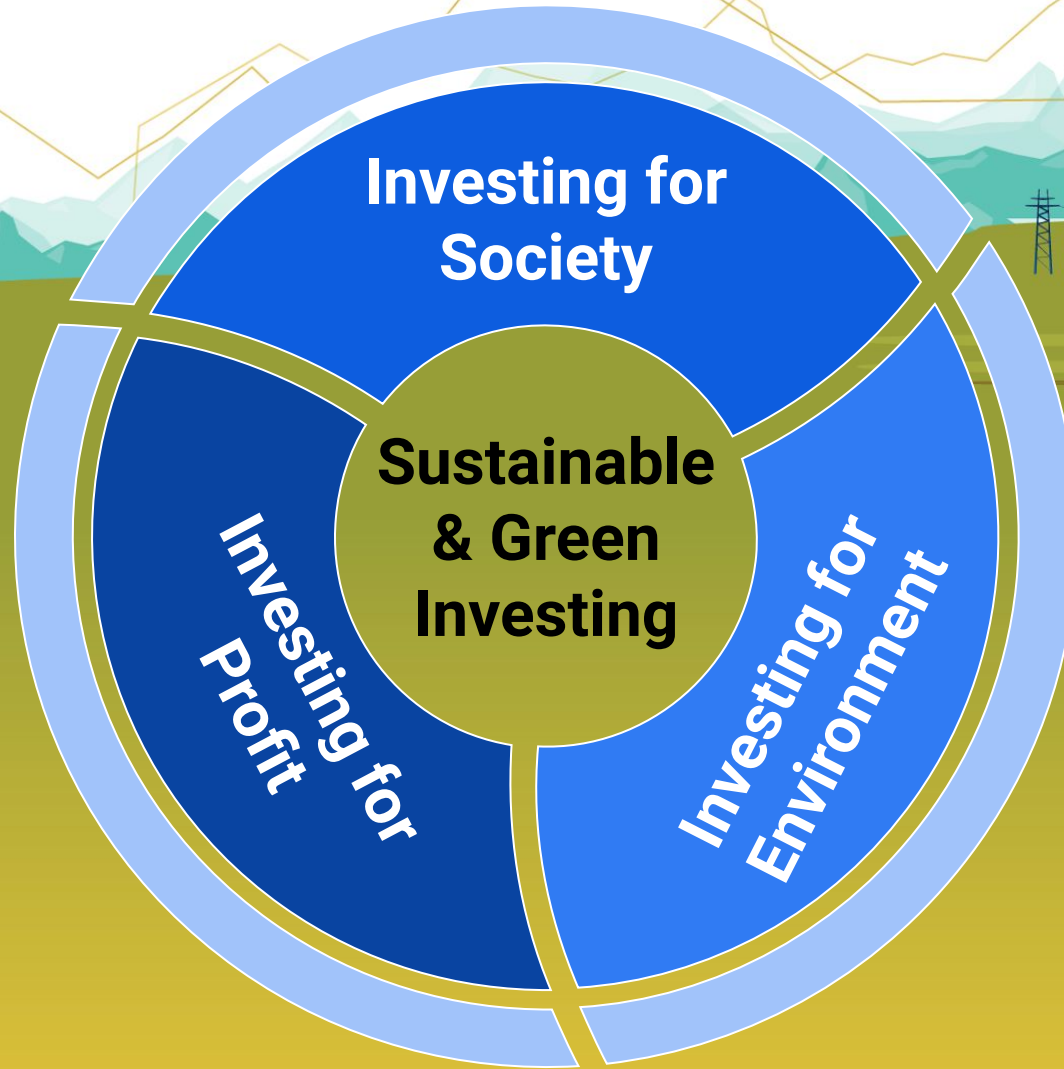 Investing for
Society
Sustainable
& Green
Investing
Investing for
Profit
Investing for
Environment